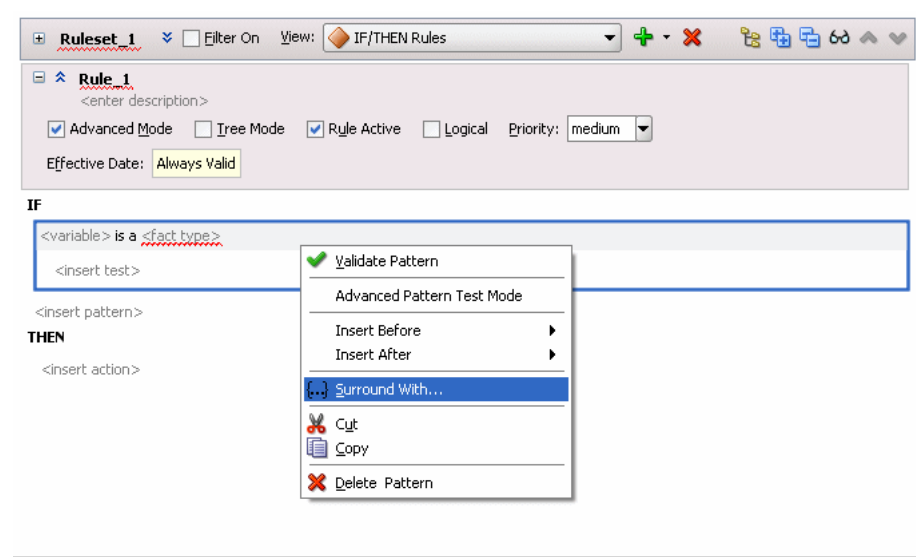 Ruleset_1 Filter On View: IF/THEN Rules
Rule_1
<enter description>
Advanced Mode Tree Mode Rule Active Logical Priority: medium
Effective Date: Always Valid
IF
<variable> is a <fact type>
<insert test>
<insert pattern>
THEN
<insert action>
Validate Pattern
Advanced Pattern Test Mode
Insert Before
Insert After
{...} Surround With...
Cut
Copy
Delete Pattern